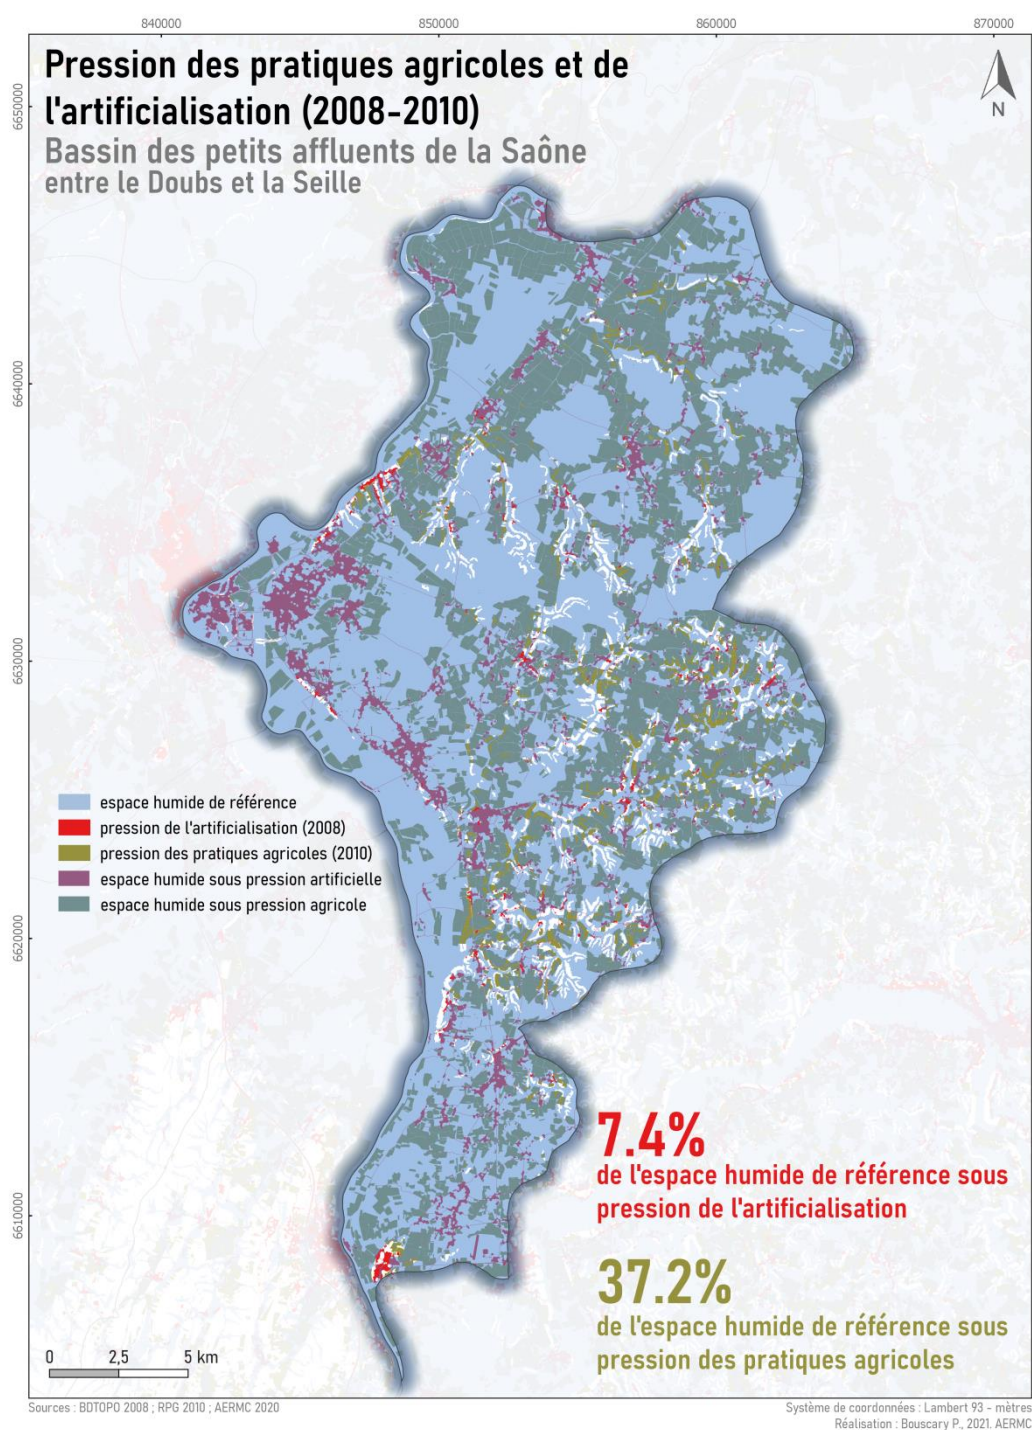 840000
850000
860000
870000
Pression des pratiques agricoles et de
l'artificialisation (2008-2010)
Bassin des petits affluents de la Saône
entre le Doubs et la Seille
N
6650000
6640000
6630000
6620000
6610000
espace humide de référence
pression de l'artificialisation (2008)
pression des pratiques agricoles (2010)
espace humide sous pression artificielle
espace humide sous pression agricole
7.4%
de l'espace humide de référence sous
pression de l'artificialisation
37.2%
de l'espace humide de référence sous
pression des pratiques agricoles
0 2,5 5 km
Sources : BDTOPO 2008 ; RPG 2010 ; AERMC 2020
Système de coordonnées : Lambert 93 - mètres
Réalisation : Bouscary P., 2021. AERMC